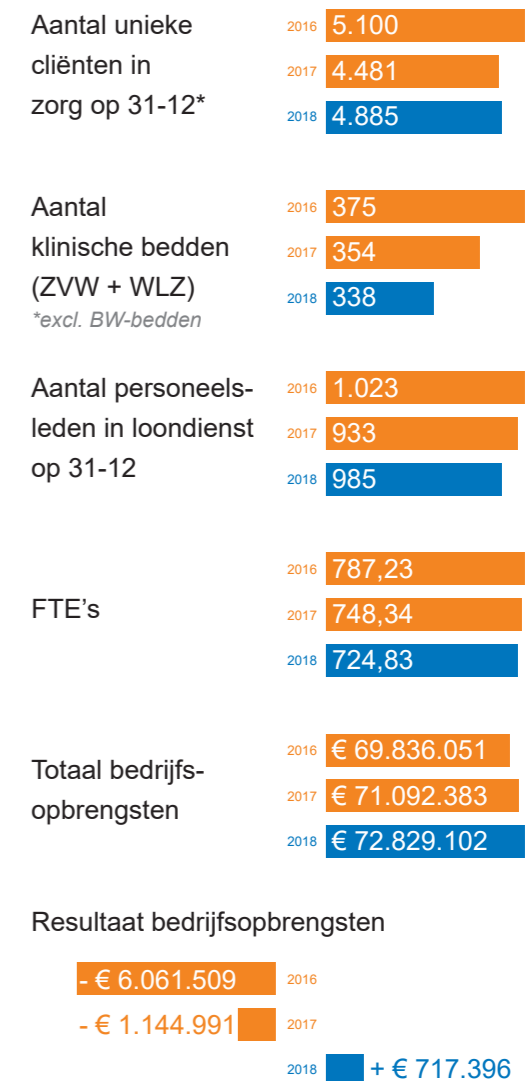 Aantal unieke
cliënten in
zorg op 31-12*
2016 5.100
2017 4.481
2018 4.885
Aantal
klinische bedden
(ZVW + WLZ)
*excl. BW-bedden
2016 375
2017 354
2018 338
Aantal personeels-
leden in loondienst
op 31-12
2016 1.023
2017 933
2018 985
FTE's
2016 787,23
2017 748,34
2018 724,83
Totaal bedrijfs-
opbrengsten
2016 € 69.836.051
2017 € 71.092.383
2018 € 72.829.102
Resultaat bedrijfsopbrengsten
- € 6.061.509 2016
- € 1.144.991 2017
2018 + € 717.396